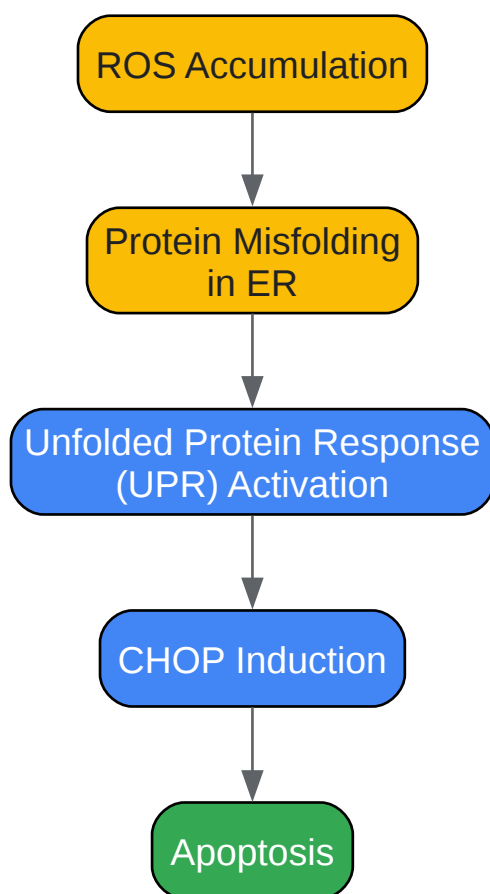 ROS Accumulation
Protein Misfolding
in ER
Unfolded Protein Response
(UPR) Activation
CHOP Induction
Apoptosis